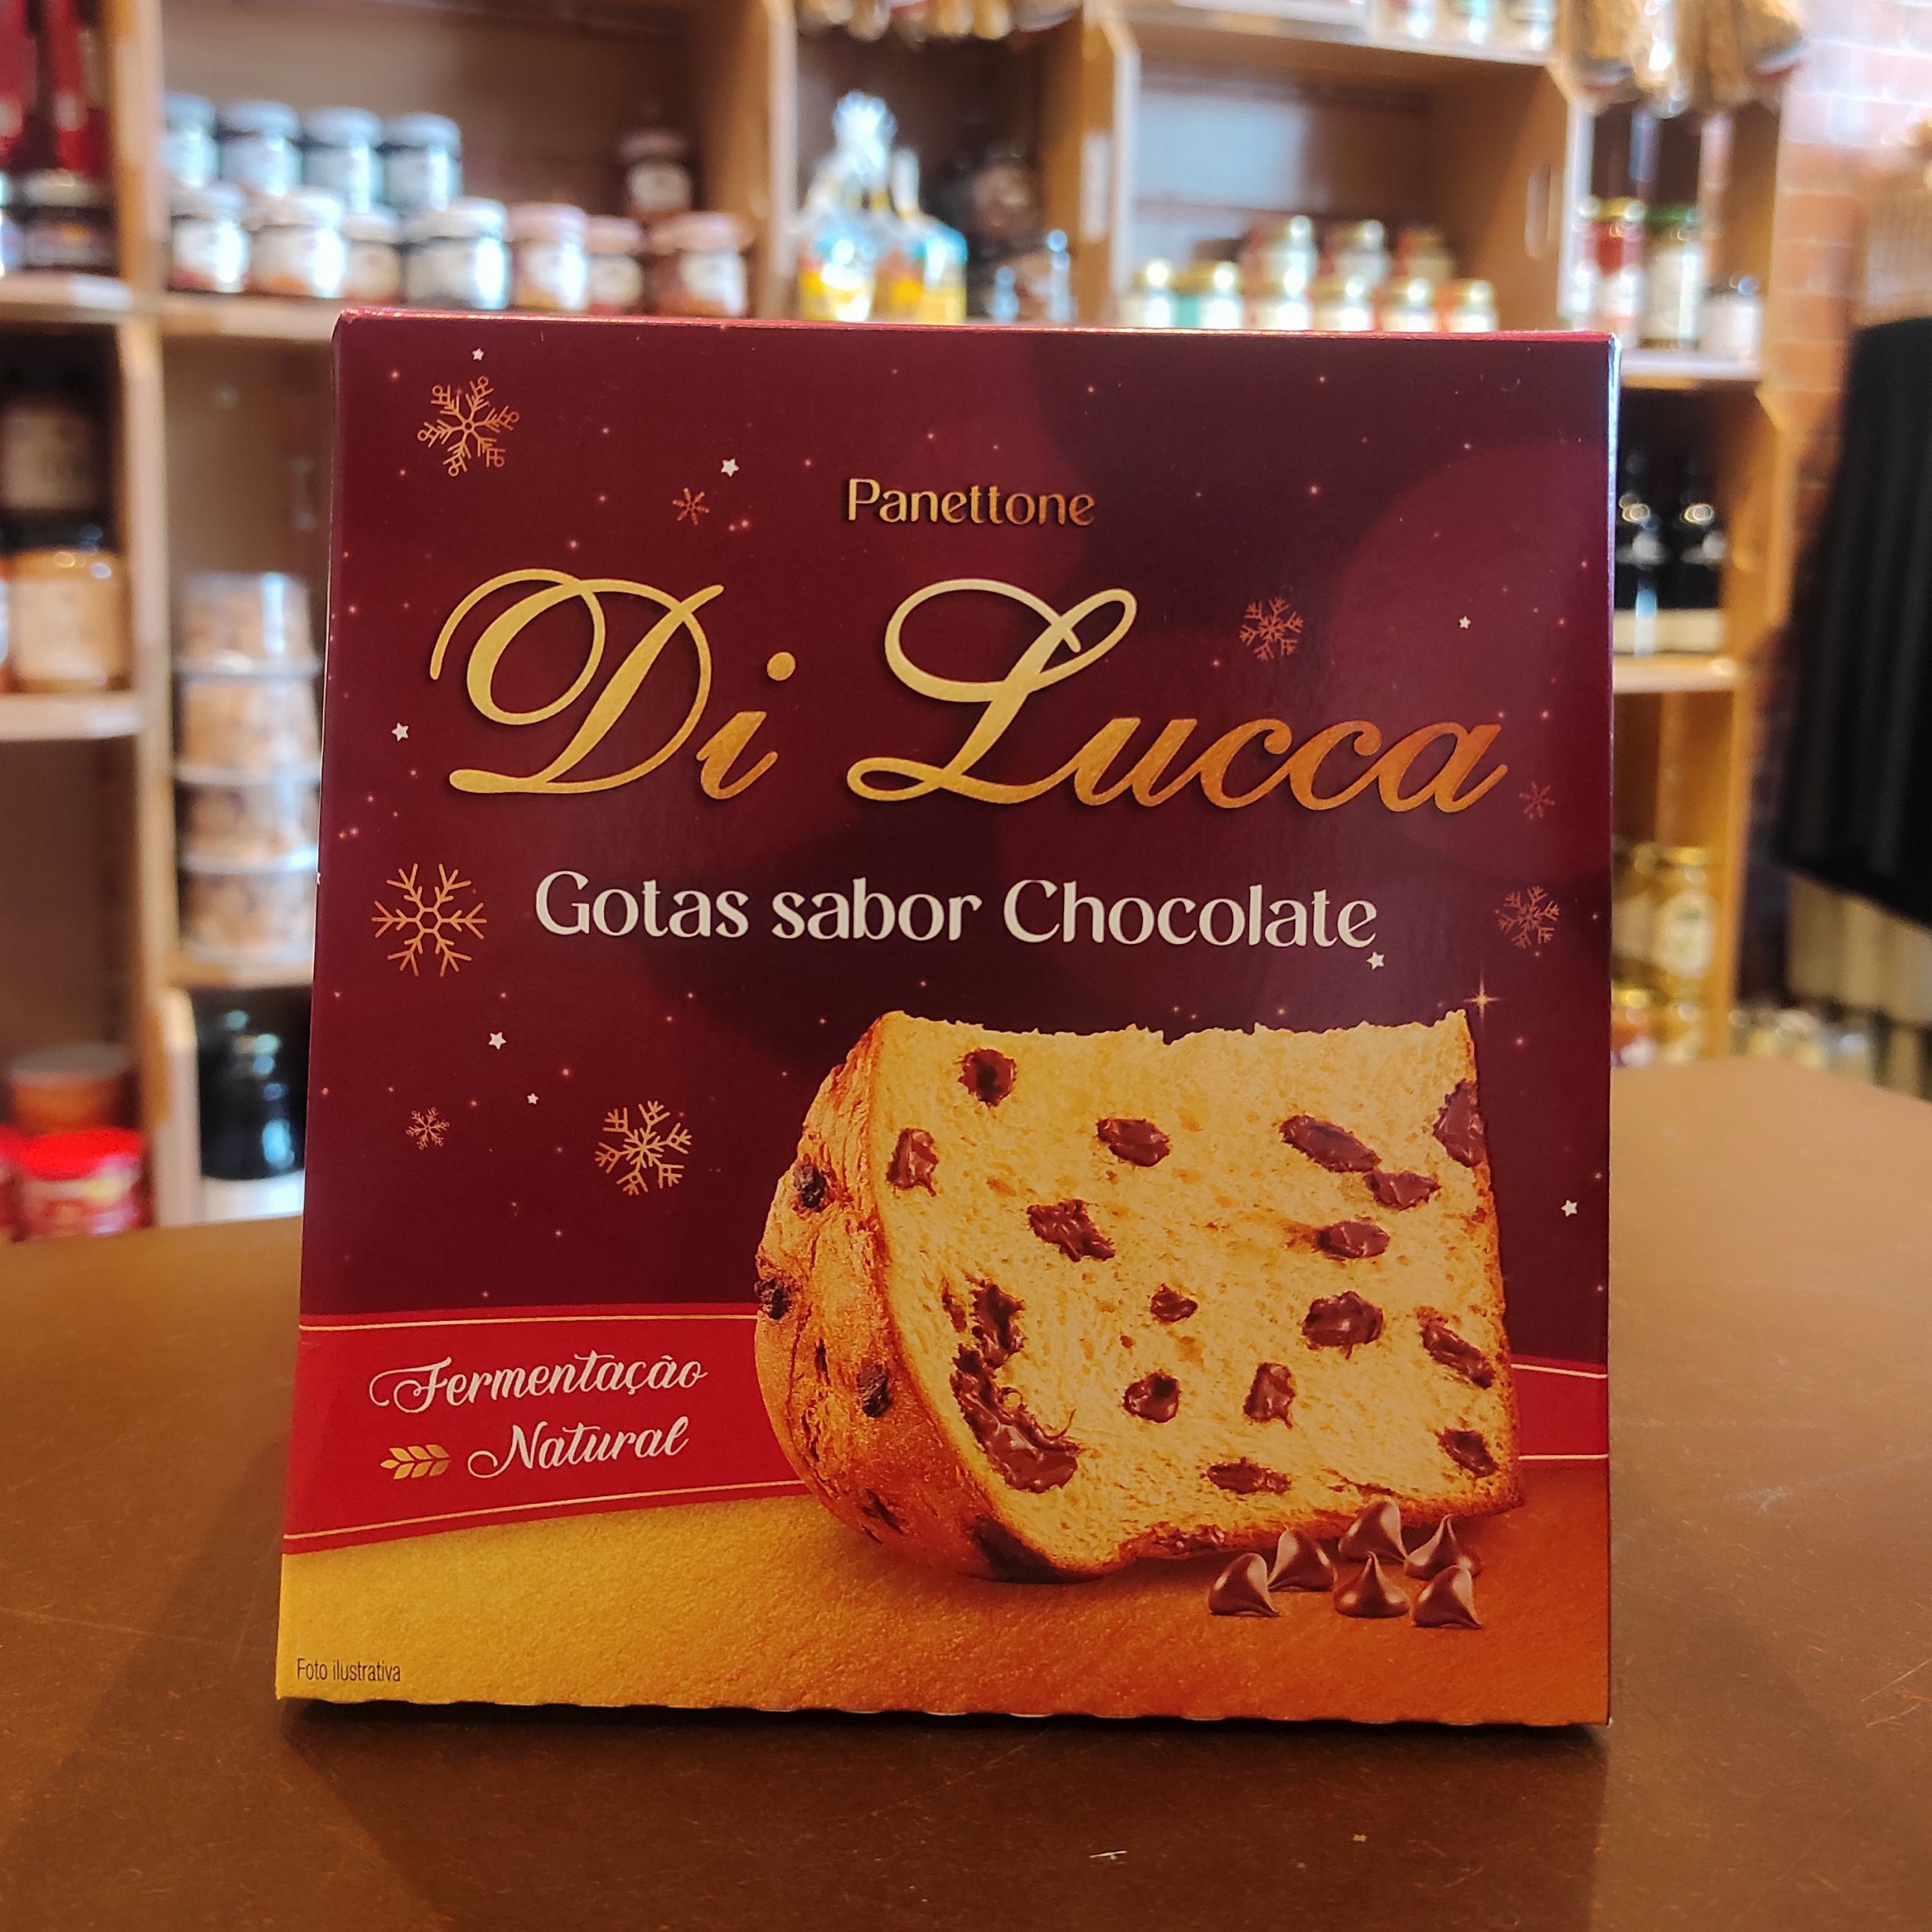 Panettone
Di Lucca
Gotas sabor Chocolate
Fermentação
Natural
Foto ilustrativa